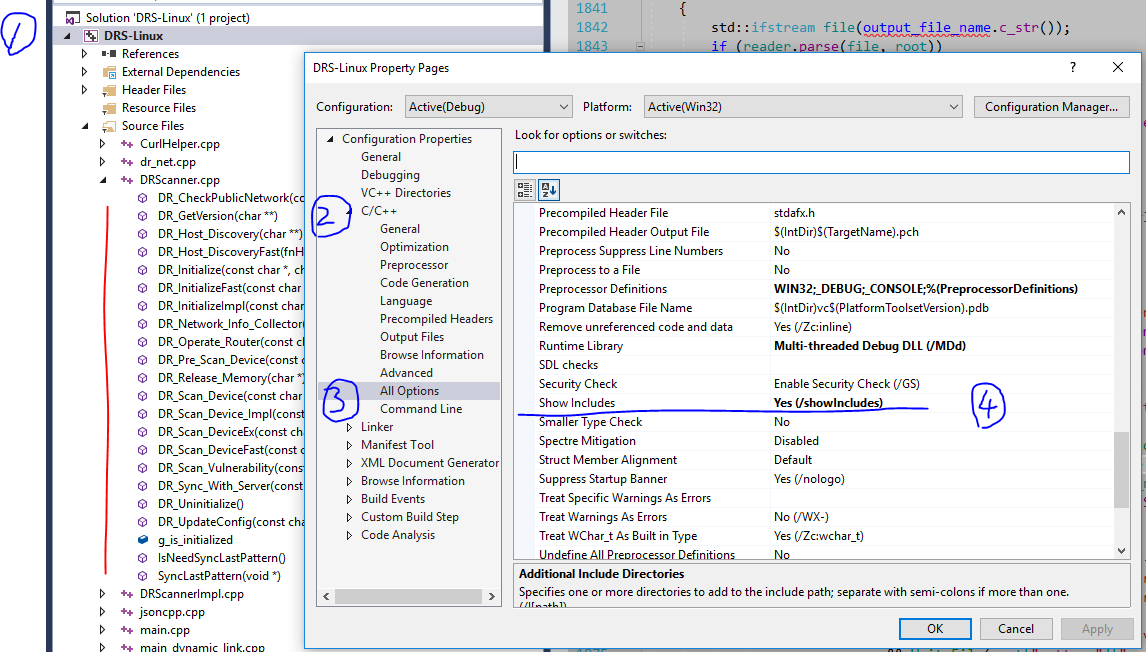 1
Solution 'DRS-Linux' (1 project)
DRS-Linux
References
External Dependencies
Header Files
Resource Files
Source Files
CurlHelper.cpp
dr_net.cpp
DRScanner.cpp
DR_CheckPublicNetwork(co
DR_GetVersion(char **)
DR_Host_Discovery(char **)
DR_Host_DiscoveryFast(fnH
DR_Initialize(const char *, ch
DR_InitializeFast(const char
DR_InitializeImpl(const char
DR_Network_Info_Collector(
DR_Operate_Router(const cl
DR_Pre_Scan_Device(const c
DR_Release_Memory(char *)
DR_Scan_Device(const char
DR_Scan_Device_Impl(const
DR_Scan_DeviceEx(const cha
DR_Scan_DeviceFast(const c
DR_Scan_Vulnerability(const
DR_Sync_With_Server(const
DR_Uninitialize()
DR_UpdateConfig(const cha
g_is_initialized
IsNeedSyncLastPattern()
SyncLastPattern(void *)
DRScannerImpl.cpp
jsoncpp.cpp
main.cpp
main_dynamic_link.cpp
1841 {
1842 std::ifstream file(output_file_name.c_str());
1843 if (reader.parse(file, root))
DRS-Linux Property Pages
? ×
Configuration: Active(Debug) Platform: Active(Win32) Configuration Manager...
Configuration Properties
General
Debugging
VC++ Directories
2 C/C++
General
Optimization
Preprocessor
Code Generation
Language
Precompiled Headers
Output Files
Browse Information
Advanced
3 All Options
Command Line
Linker
Manifest Tool
XML Document Generator
Browse Information
Build Events
Custom Build Step
Code Analysis
Look for options or switches:
Precompiled Header File stdafx.h
Precompiled Header Output File $(IntDir)$(TargetName).pch
Preprocess Suppress Line Numbers No
Preprocess to a File No
Preprocessor Definitions WIN32;_DEBUG;_CONSOLE;%(PreprocessorDefinitions)
Program Database File Name $(IntDir)vc$(PlatformToolsetVersion).pdb
Remove unreferenced code and data Yes (/Zc:inline)
Runtime Library Multi-threaded Debug DLL (/MDd)
SDL checks
Security Check Enable Security Check (/GS)
Show Includes Yes (/showIncludes) 4
Smaller Type Check No
Spectre Mitigation Disabled
Struct Member Alignment Default
Suppress Startup Banner Yes (/nologo)
Treat Specific Warnings As Errors
Treat Warnings As Errors No (/WX-)
Treat WChar_t As Built in Type Yes (/Zc:wchar_t)
Undefine All Preprocessor Definitions No
Additional Include Directories
Specifies one or more directories to add to the include path; separate with semi-colons if more than one.
(/I[path])
OK Cancel Apply